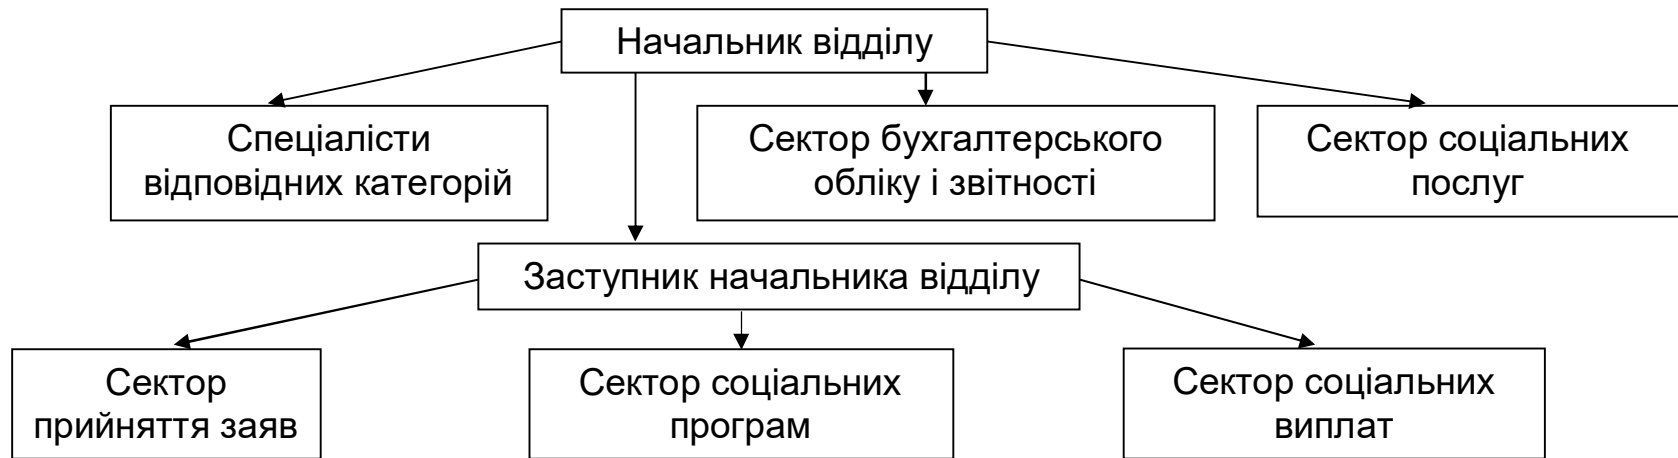 Начальник відділу
Спеціалісти
відповідних категорій
Сектор бухгалтерського
обліку і звітності
Сектор соціальних
послуг
Заступник начальника відділу
Сектор
прийняття заяв
Сектор соціальних
програм
Сектор соціальних
виплат